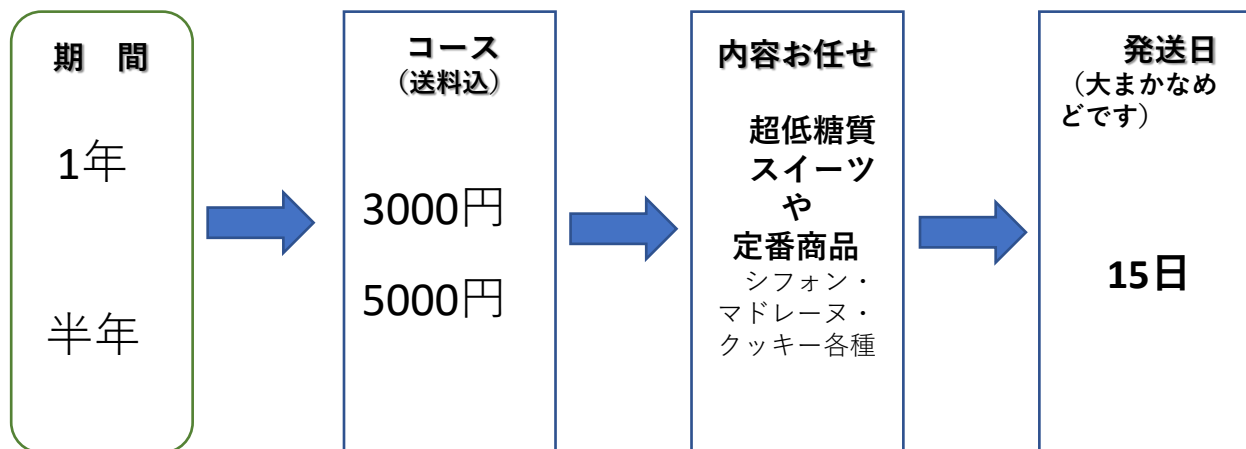 期　間
1年
半年
コース
（送料込）
3000円
5000円
内容お任せ
超低糖質
スイーツ
や
定番商品
シフォン・
マドレーヌ・
クッキー各種
発送日
（大まかなめ
どです）
15日